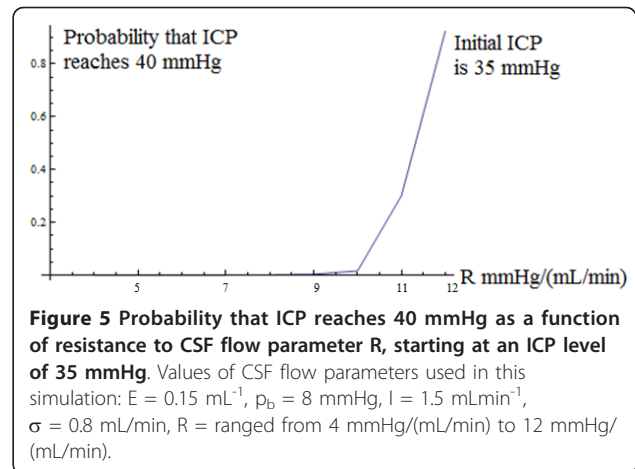 Probability that ICP
reaches 40 mmHg
Initial ICP
is 35 mmHg
0.8
0.6
0.4
0.2
5
7
9
11
12
R mmHg/(mL/min)
Figure 5 Probability that ICP reaches 40 mmHg as a function
of resistance to CSF flow parameter R, starting at an ICP level
of 35 mmHg. Values of CSF flow parameters used in this
simulation: E = 0.15 mL⁻¹, p_b = 8 mmHg, I = 1.5 mLmin⁻¹,
σ = 0.8 mL/min, R = ranged from 4 mmHg/(mL/min) to 12 mmHg/
(mL/min).